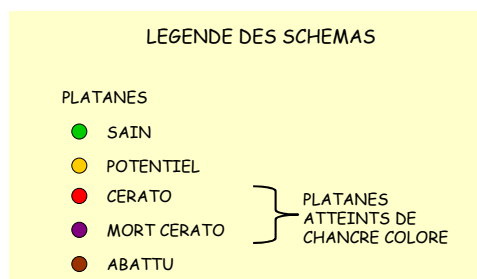 LEGENDE DES SCHEMAS
PLATANES
SAIN
POTENTIEL
CERATO
MORT CERATO
ABATTU
PLATANES
ATTEINTS DE
CHANCRE COLORE